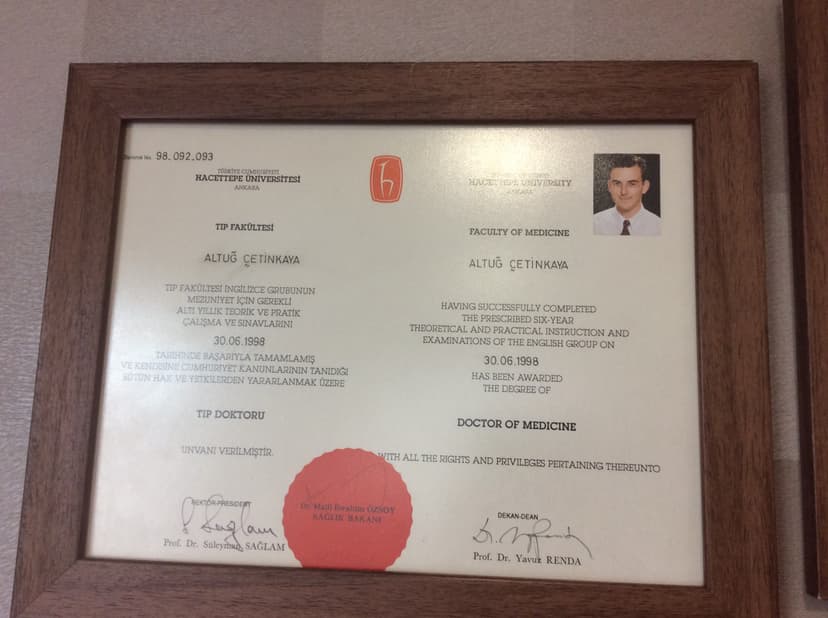 Diploma No. 98.092.093
TÜRKİYE CUMHURİYETİ
HACETTEPE ÜNİVERSİTESİ
ANKARA
TIP FAKÜLTESİ
ALTUĞ ÇETİNKAYA
TIP FAKÜLTESİ İNGİLİZCE GRUBUNUN
MEZUNİYET İÇİN GEREKLİ
ALTI YILLIK TEORİK VE PRATİK
ÇALIŞMA VE SINAVLARINI
30.06.1998
TARİHİNDE BAŞARIYLA TAMAMLAMIŞ
VE KENDİSİNE CUMHURİYET KANUNLARININ TANIDIĞI
BÜTÜN HAK VE YETKİLERDEN YARARLANMAK ÜZERE
TIP DOKTORU
UNVANI VERİLMİŞTİR.
REKTÖR-PRESIDENT
Prof. Dr. Süleyman SAĞLAM
Dr. Halil İbrahim ÖZSOY
SAĞLIK BAKANI
HACETTEPE UNIVERSITY
ANKARA
FACULTY OF MEDICINE
ALTUĞ ÇETİNKAYA
HAVING SUCCESSFULLY COMPLETED
THE PRESCRIBED SIX-YEAR
THEORETICAL AND PRACTICAL INSTRUCTION AND
EXAMINATIONS OF THE ENGLISH GROUP ON
30.06.1998
HAS BEEN AWARDED
THE DEGREE OF
DOCTOR OF MEDICINE
WITH ALL THE RIGHTS AND PRIVILEGES PERTAINING THEREUNTO
DEKAN-DEAN
Prof. Dr. Yavuz RENDA